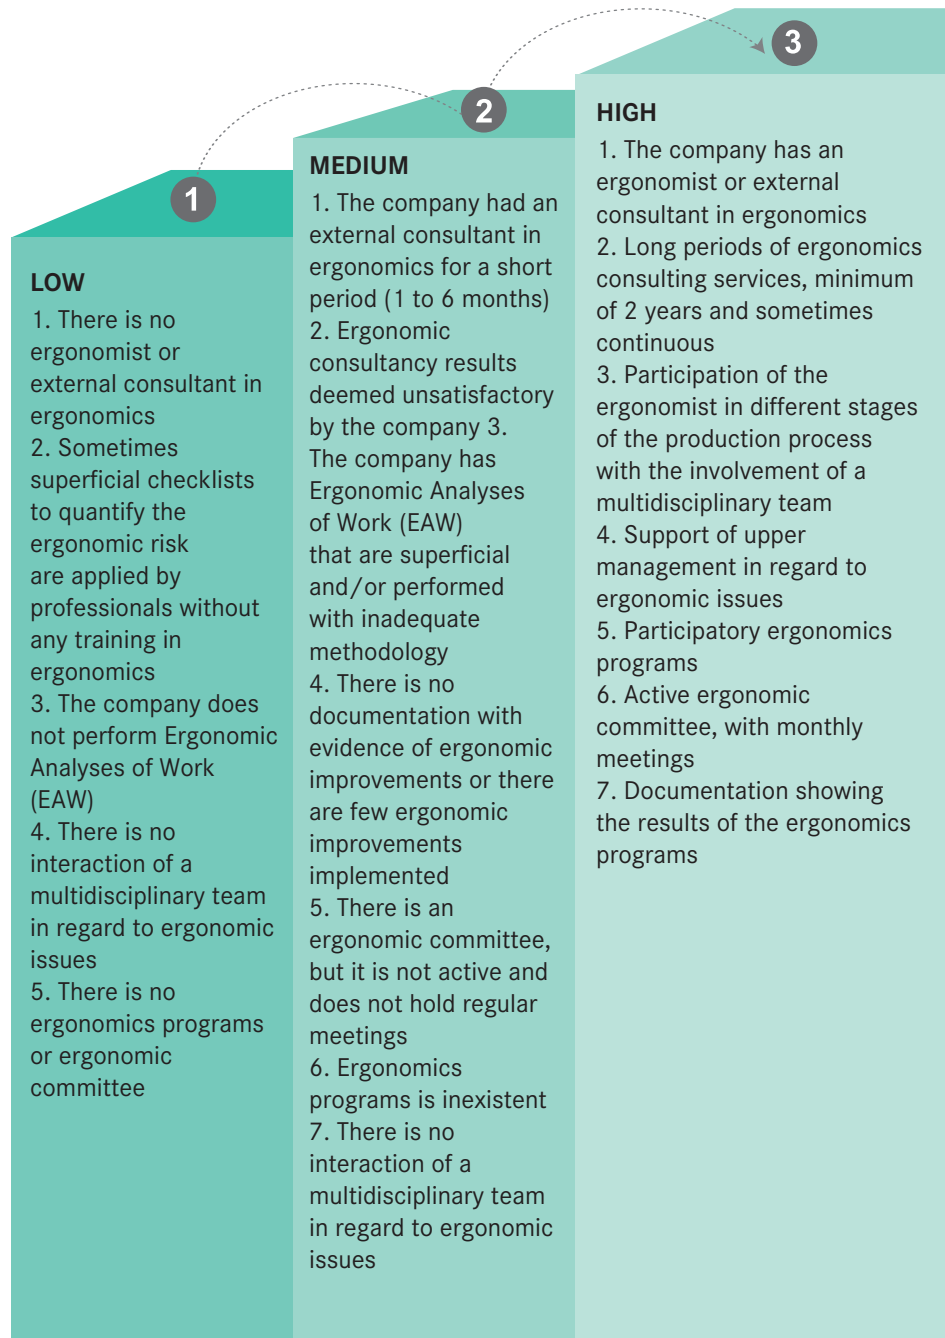 1
LOW
1. There is no
ergonomist or
external consultant in
ergonomics
2. Sometimes
superficial checklists
to quantify the
ergonomic risk
are applied by
professionals without
any training in
ergonomics
3. The company does
not perform Ergonomic
Analyses of Work
(EAW)
4. There is no
interaction of a
multidisciplinary team
in regard to ergonomic
issues
5. There is no
ergonomics programs
or ergonomic
committee
2
MEDIUM
1. The company had an
external consultant in
ergonomics for a short
period (1 to 6 months)
2. Ergonomic
consultancy results
deemed unsatisfactory
by the company 3.
The company has
Ergonomic Analyses
of Work (EAW)
that are superficial
and/or performed
with inadequate
methodology
4. There is no
documentation with
evidence of ergonomic
improvements or there
are few ergonomic
improvements
implemented
5. There is an
ergonomic committee,
but it is not active and
does not hold regular
meetings
6. Ergonomics
programs is inexistent
7. There is no
interaction of a
multidisciplinary team
in regard to ergonomic
issues
3
HIGH
1. The company has an
ergonomist or external
consultant in ergonomics
2. Long periods of ergonomics
consulting services, minimum
of 2 years and sometimes
continuous
3. Participation of the
ergonomist in different stages
of the production process
with the involvement of a
multidisciplinary team
4. Support of upper
management in regard to
ergonomic issues
5. Participatory ergonomics
programs
6. Active ergonomic
committee, with monthly
meetings
7. Documentation showing
the results of the ergonomics
programs